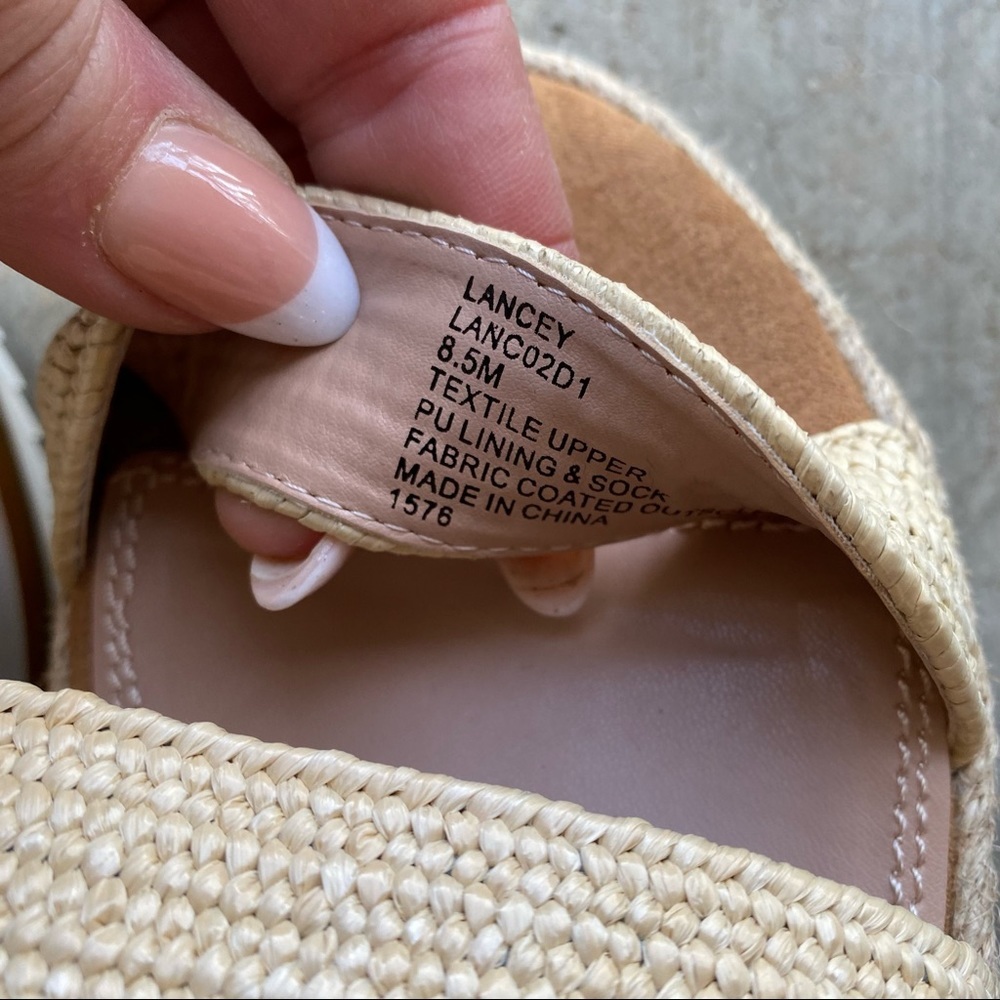 LANCEY
LANC02D1
8.5M
TEXTILE UPPER
PU LINING & SOCK
FABRIC COATED
MADE IN CHINA
1576